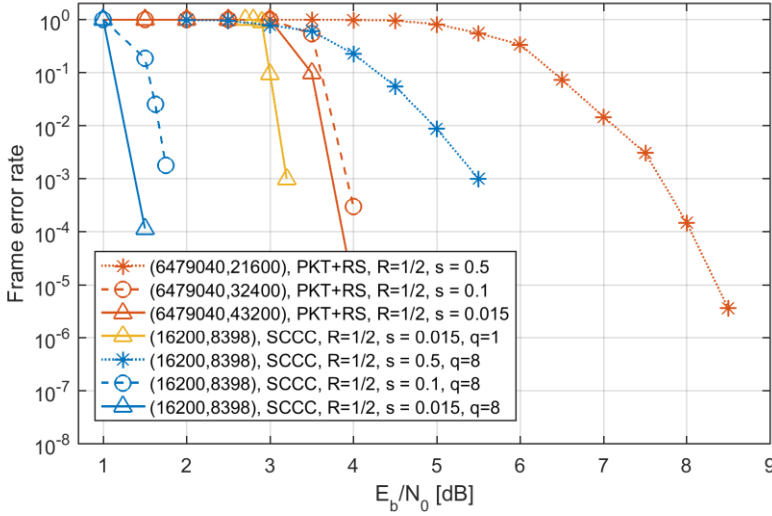 10^0
10^-1
10^-2
10^-3
10^-4
10^-5
10^-6
10^-7
10^-8
Frame error rate
(6479040,21600), PKT+RS, R=1/2, s = 0.5
(6479040,32400), PKT+RS, R=1/2, s = 0.1
(6479040,43200), PKT+RS, R=1/2, s = 0.015
(16200,8398), SCCC, R=1/2, s = 0.015, q=1
(16200,8398), SCCC, R=1/2, s = 0.5, q=8
(16200,8398), SCCC, R=1/2, s = 0.1, q=8
(16200,8398), SCCC, R=1/2, s = 0.015, q=8
1 2 3 4 5 6 7 8 9
E_b/N_0 [dB]